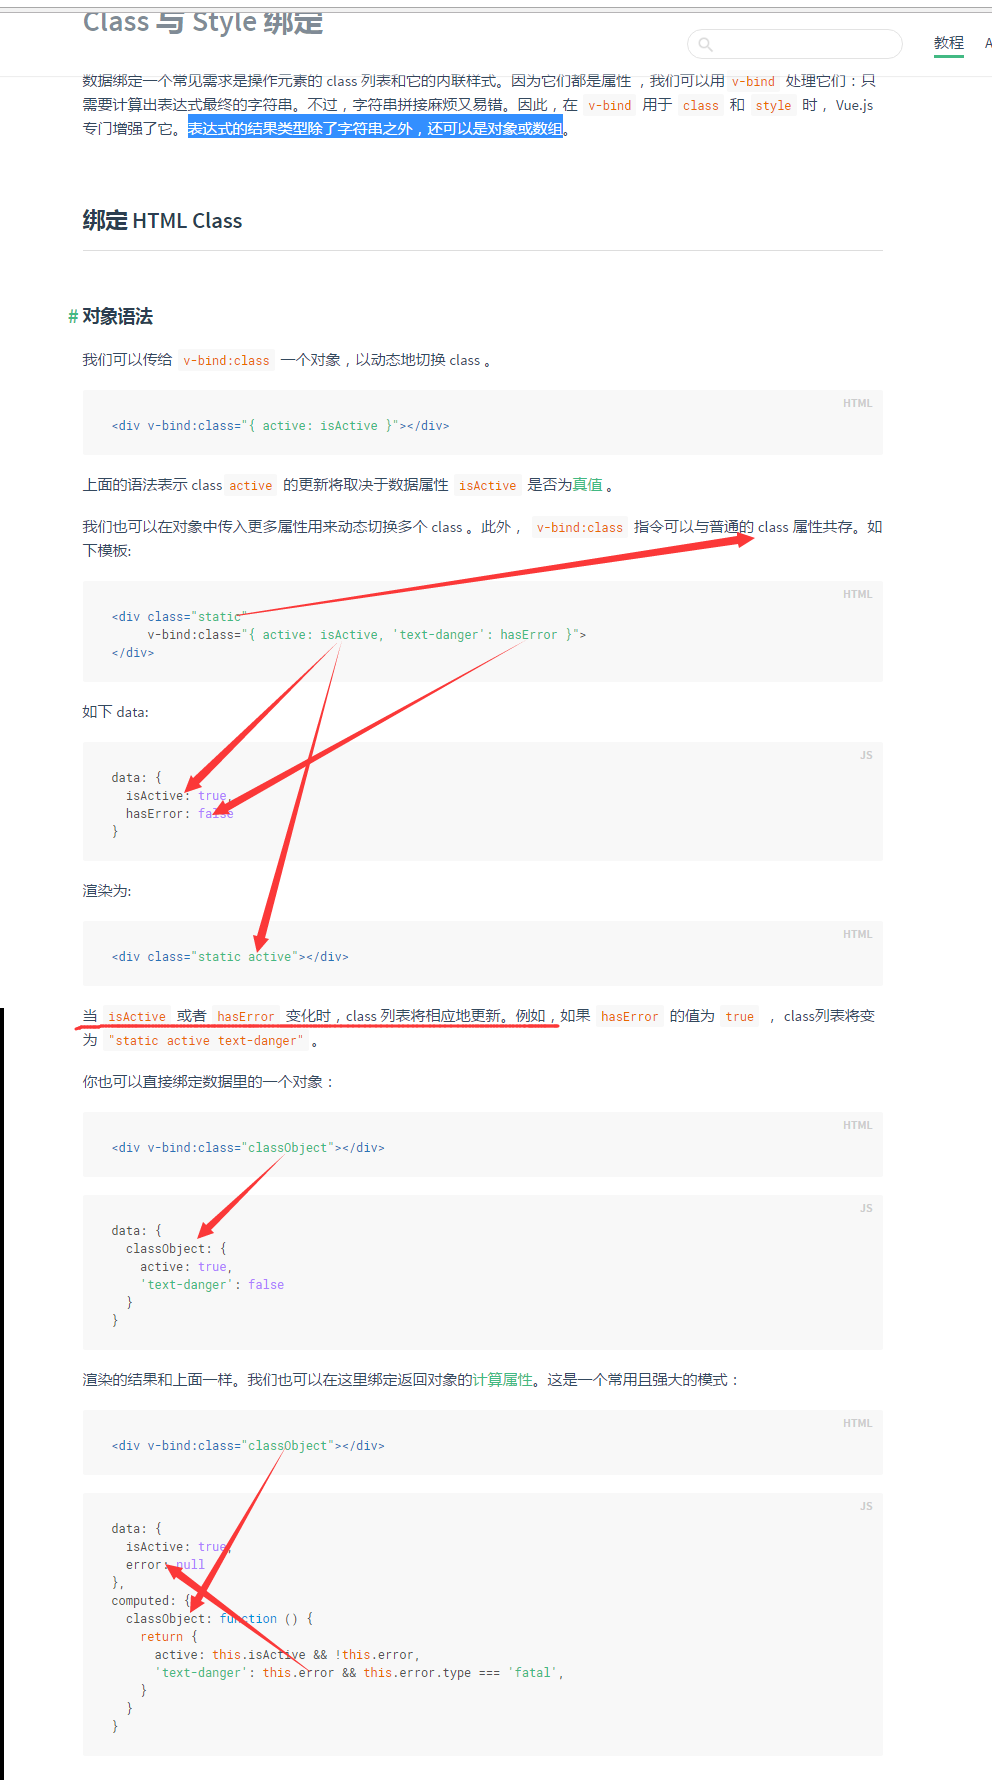 Class 与 Style 绑定
教程
数据绑定一个常见需求是操作元素的 class 列表和它的内联样式。因为它们都是属性，我们可以用 v-bind 处理它们：只
需要计算出表达式最终的字符串。不过，字符串拼接麻烦又易错。因此，在 v-bind 用于 class 和 style 时，Vue.js
专门增强了它。表达式的结果类型除了字符串之外，还可以是对象或数组。
绑定 HTML Class
# 对象语法
我们可以传给 v-bind:class 一个对象，以动态地切换 class 。
HTML
<div v-bind:class="{ active: isActive }"></div>
上面的语法表示 class active 的更新将取决于数据属性 isActive 是否为真值 。
我们也可以在对象中传入更多属性用来动态切换多个 class 。此外， v-bind:class 指令可以与普通的 class 属性共存。如
下模板:
HTML
<div class="static"
     v-bind:class="{ active: isActive, 'text-danger': hasError }">
</div>
如下 data:
JS
data: {
  isActive: true,
  hasError: false
}
渲染为:
HTML
<div class="static active"></div>
当 isActive 或者 hasError 变化时，class 列表将相应地更新。例如，如果 hasError 的值为 true ， class列表将变
为 "static active text-danger" 。
你也可以直接绑定数据里的一个对象：
HTML
<div v-bind:class="classObject"></div>
JS
data: {
  classObject: {
    active: true,
    'text-danger': false
  }
}
渲染的结果和上面一样。我们也可以在这里绑定返回对象的计算属性。这是一个常用且强大的模式：
HTML
<div v-bind:class="classObject"></div>
JS
data: {
  isActive: true,
  error: null
},
computed: {
  classObject: function () {
    return {
      active: this.isActive && !this.error,
      'text-danger': this.error && this.error.type === 'fatal',
    }
  }
}